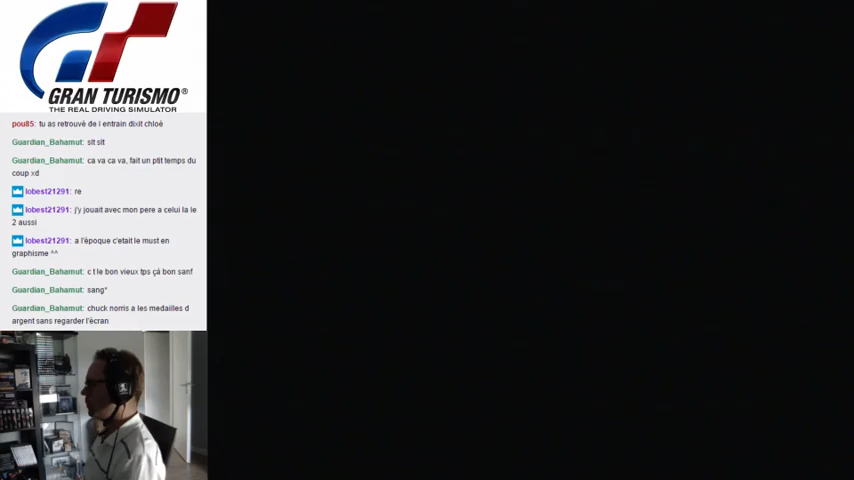 GRAN TURISMO®
THE REAL DRIVING SIMULATOR
pou85: tu as retrouvé de l entrain dixit chloé
Guardian_Bahamut: slt slt
Guardian_Bahamut: ca va ca va, fait un ptit temps du
coup xd
lobest21291: re
lobest21291: j'y jouait avec mon pere a celui la le
2 aussi
lobest21291: a l'époque c'etait le must en
graphisme ^^
Guardian_Bahamut: c t le bon vieux tps çà bon sanf
Guardian_Bahamut: sang*
Guardian_Bahamut: chuck norris a les medailles d
argent sans regarder l'écran